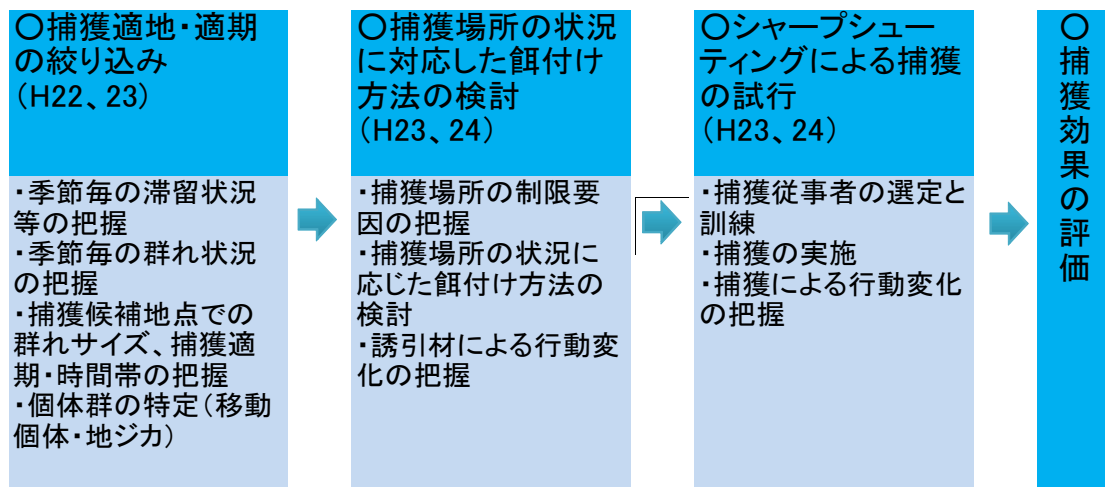 〇捕獲適地・適期
の絞り込み
(H22、23)
・季節毎の滞留状況
等の把握
・季節毎の群れ状況
の把握
・捕獲候補地点での
群れサイズ、捕獲適
期・時間帯の把握
・個体群の特定(移動
個体・地ジカ)
〇捕獲場所の状況
に対応した餌付け
方法の検討
(H23、24)
・捕獲場所の制限要
因の把握
・捕獲場所の状況に
応じた餌付け方法の
検討
・誘引材による行動変
化の把握
〇シャープシュー
ティングによる捕獲
の試行
(H23、24)
・捕獲従事者の選定と
訓練
・捕獲の実施
・捕獲による行動変化
の把握
〇捕獲効果の評価